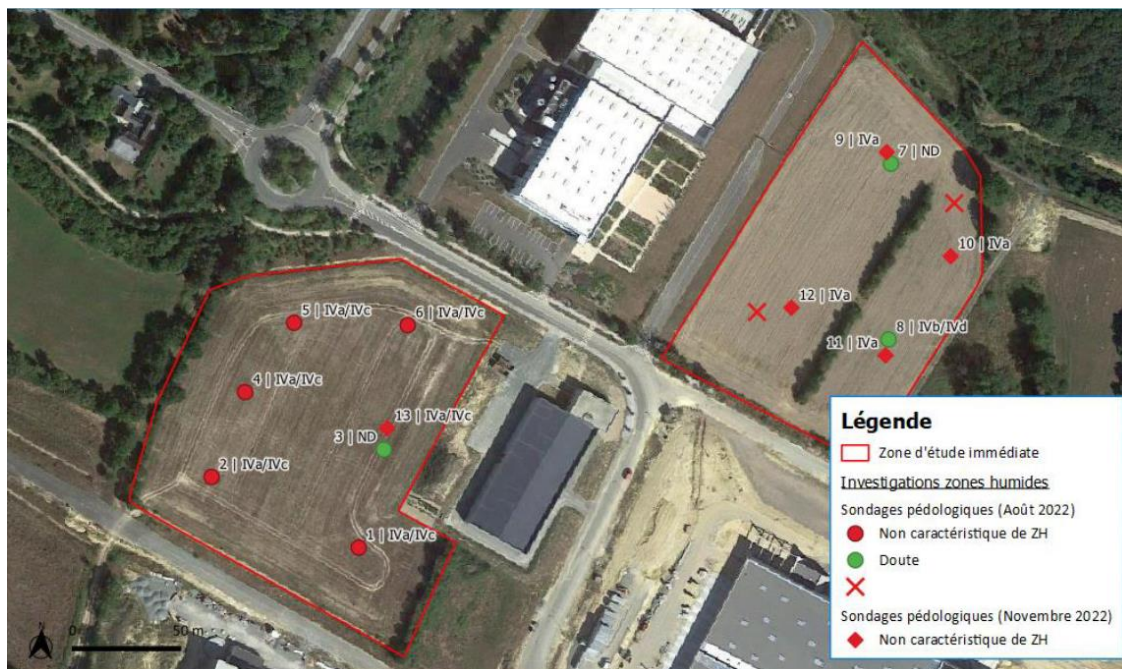 9 | IVa
7 | ND
10 | IVa
12 | IVa
8 | IVb/IVd
11 | IVa
5 | IVa/IVc
6 | IVa/IVc
4 | IVa/IVc
13 | IVa/IVc
3 | ND
2 | IVa/IVc
1 | IVa/IVc
0
50 m
Légende
Zone d'étude immédiate
Investigations zones humides
Sondages pédologiques (Août 2022)
Non caractéristique de ZH
Doute
Sondages pédologiques (Novembre 2022)
Non caractéristique de ZH